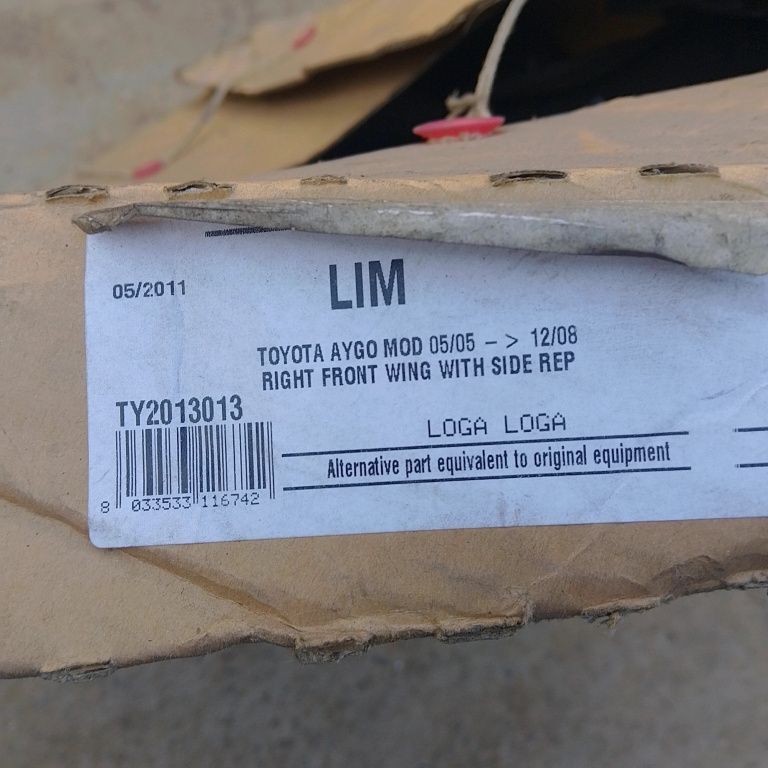 05/2011
LIM
TOYOTA AYGO MOD 05/05 – > 12/08
RIGHT FRONT WING WITH SIDE REP
TY2013013
LOGA LOGA
Alternative part equivalent to original equipment
8 033533 116742